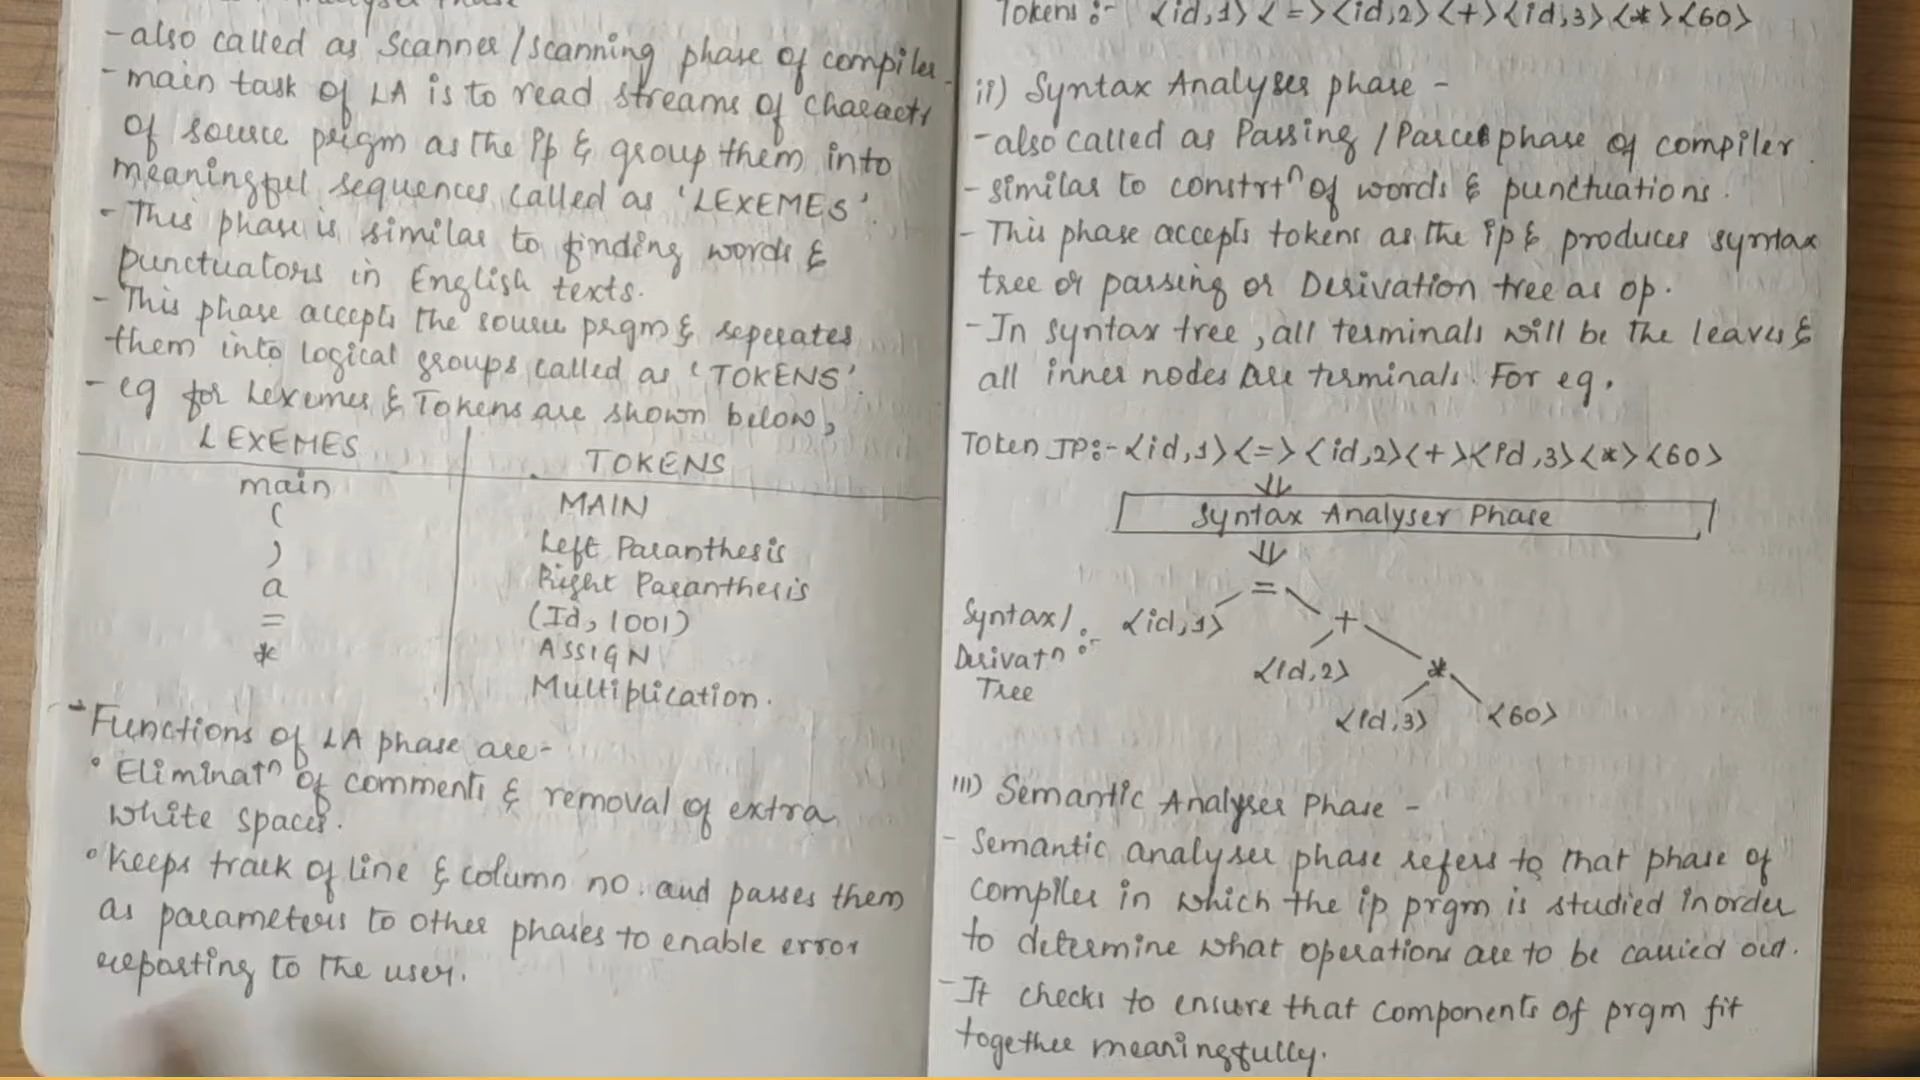 Analyser Phase
- also called as Scanner / scanning phase of compiler.
- main task of LA is to read streams of charact
of source prigm as the ip & group them into
meaningful sequences called as 'LEXEMES'.
- This phase is similar to finding words &
punctuators in English texts.
- This phase accepts the source prgm & seperates
them into logical groups called as 'TOKENS'.
- eg for Lexemes & Tokens are shown below,
LEXEMES TOKENS
main MAIN
( Left Paranthesis
) Right Paranthesis
a (Id, 1001)
= ASSIGN
* Multiplication.
- Functions of LA phase are -
• Eliminatn of comments & removal of extra
white spaces.
• Keeps track of line & column no. and passes them
as parameters to other phases to enable error
reporting to the user.
Tokens :- <id,1> <=> <id,2> <+> <id,3> <*> <60>
ii) Syntax Analyser phase -
- also called as Passing / Parcer phase of compiler.
- similar to constrtn of words & punctuations.
- This phase accepts tokens as the ip & produces syntax
tree or parsing or Derivation tree as op.
- In syntax tree, all terminals will be the leaves &
all inner nodes are terminals. For eg.
Token IP:- <id,1> <=> <id,2> <+> <id,3> <*> <60>
Syntax Analyser Phase
=
Syntax/ :- <id,1> +
Derivatn <id,2> *
Tree <id,3> <60>
iii) Semantic Analyser Phase -
- Semantic analyser phase refers to that phase of
compiler in which the ip prgm is studied inorder
to determine what operations are to be carried out.
- It checks to ensure that components of prgm fit
together meaningfully.